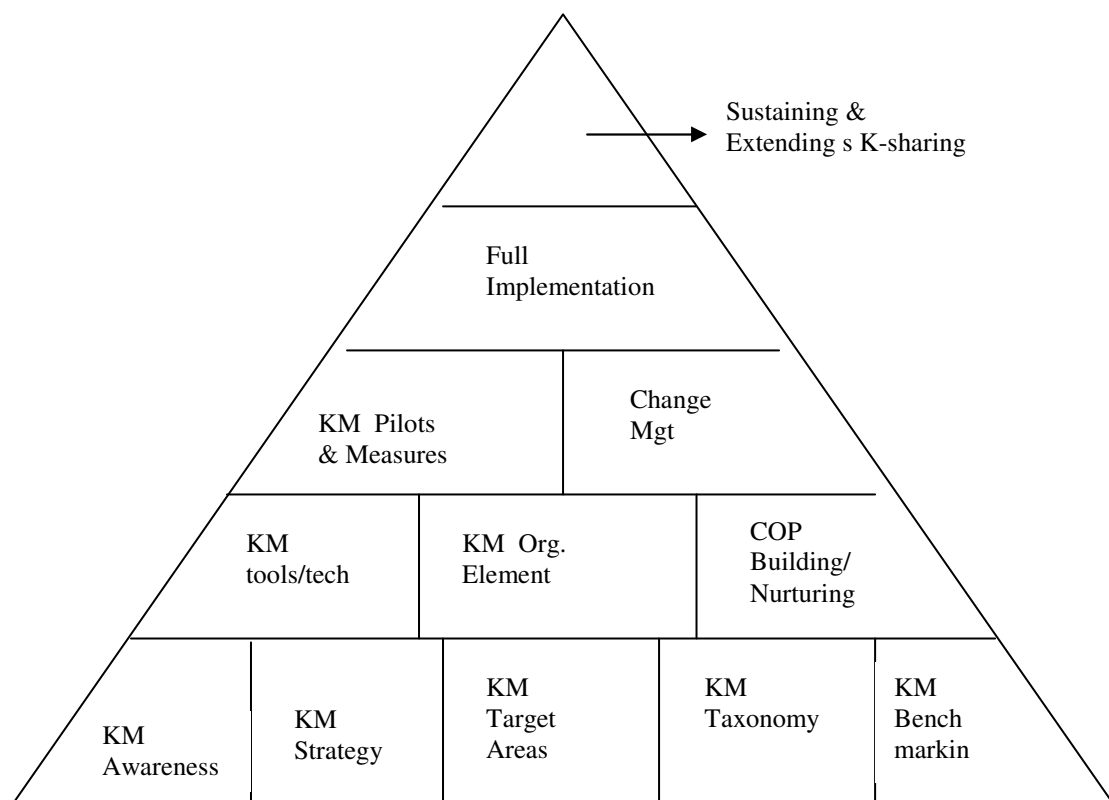 Sustaining &
Extending s K-sharing
Full
Implementation
KM Pilots
& Measures
Change
Mgt
KM
tools/tech
KM Org.
Element
COP
Building/
Nurturing
KM
Awareness
KM
Strategy
KM
Target
Areas
KM
Taxonomy
KM
Bench
markin